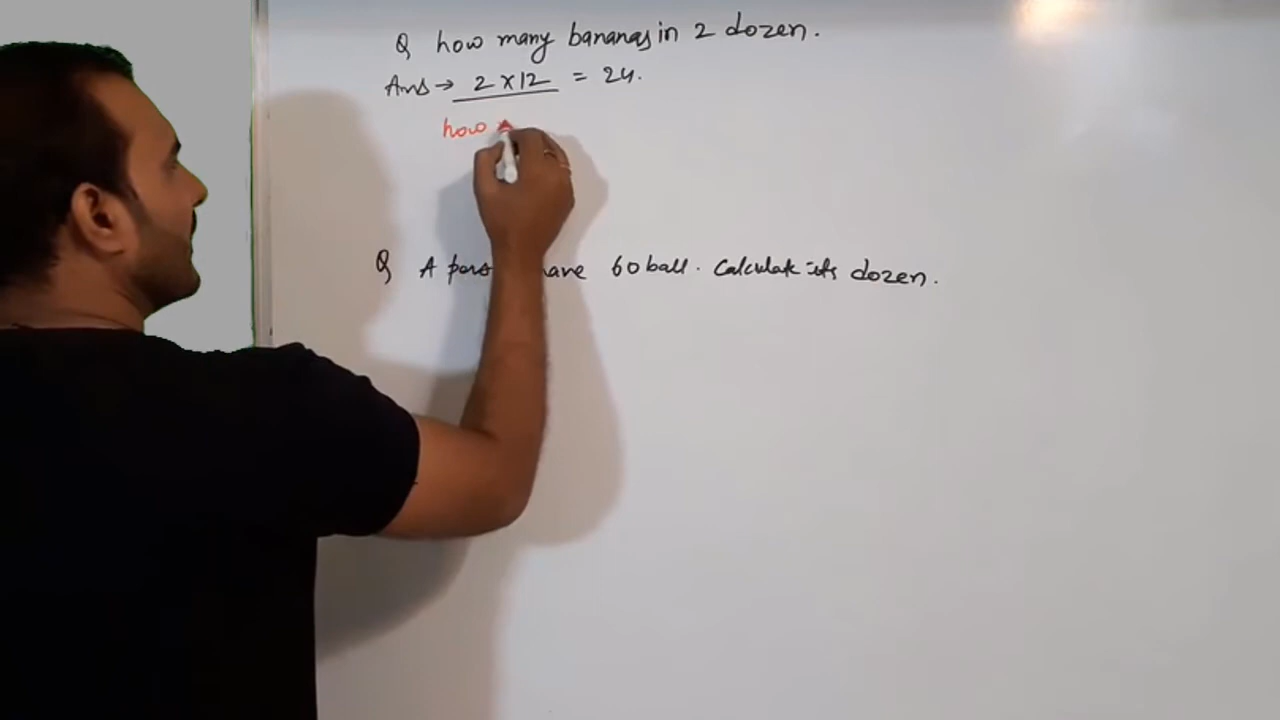 Q how many bananas in 2 dozen.
Ans → 2 x 12 = 24.
how
Q A have 60 ball. Calculate its dozen.